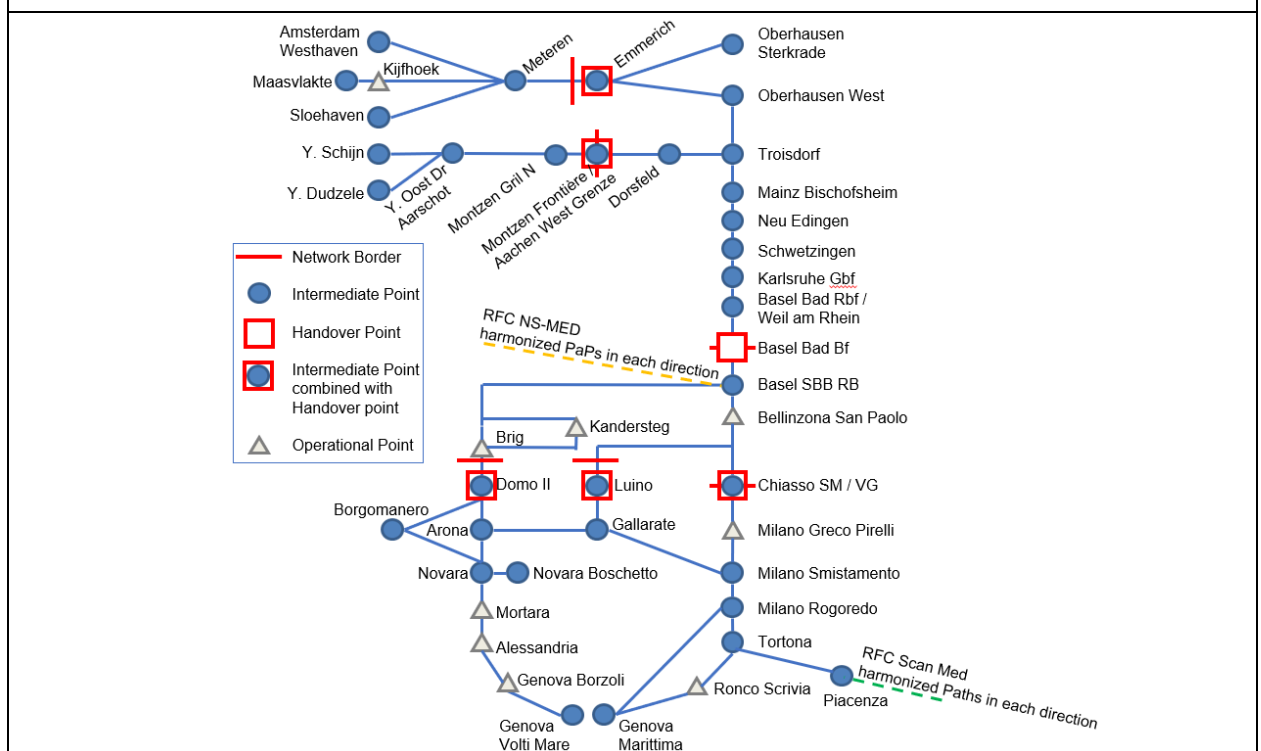 Amsterdam
Westhaven
Kijfhoek
Maasvlakte
Sloehaven
Meteren
Emmerich
Oberhausen
Sterkrade
Oberhausen West
Y. Schijn
Y. Dudzele
Y. Oost Dr
Aarschot
Montzen Gril N
Montzen Frontière /
Aachen West Grenze
Dorsfeld
Troisdorf
Mainz Bischofsheim
Neu Edingen
Schwetzingen
Karlsruhe Gbf
Basel Bad Rbf /
Weil am Rhein
Basel Bad Bf
Basel SBB RB
Bellinzona San Paolo
Network Border
Intermediate Point
Handover Point
Intermediate Point
combined with
Handover point
Operational Point
RFC NS-MED
harmonized PaPs in each direction
Kandersteg
Brig
Domo II
Luino
Chiasso SM / VG
Borgomanero
Arona
Gallarate
Milano Greco Pirelli
Novara
Novara Boschetto
Milano Smistamento
Mortara
Milano Rogoredo
Alessandria
Tortona
Genova Borzoli
Ronco Scrivia
RFC Scan Med
harmonized Paths in each direction
Piacenza
Genova
Volti Mare
Genova
Marittima